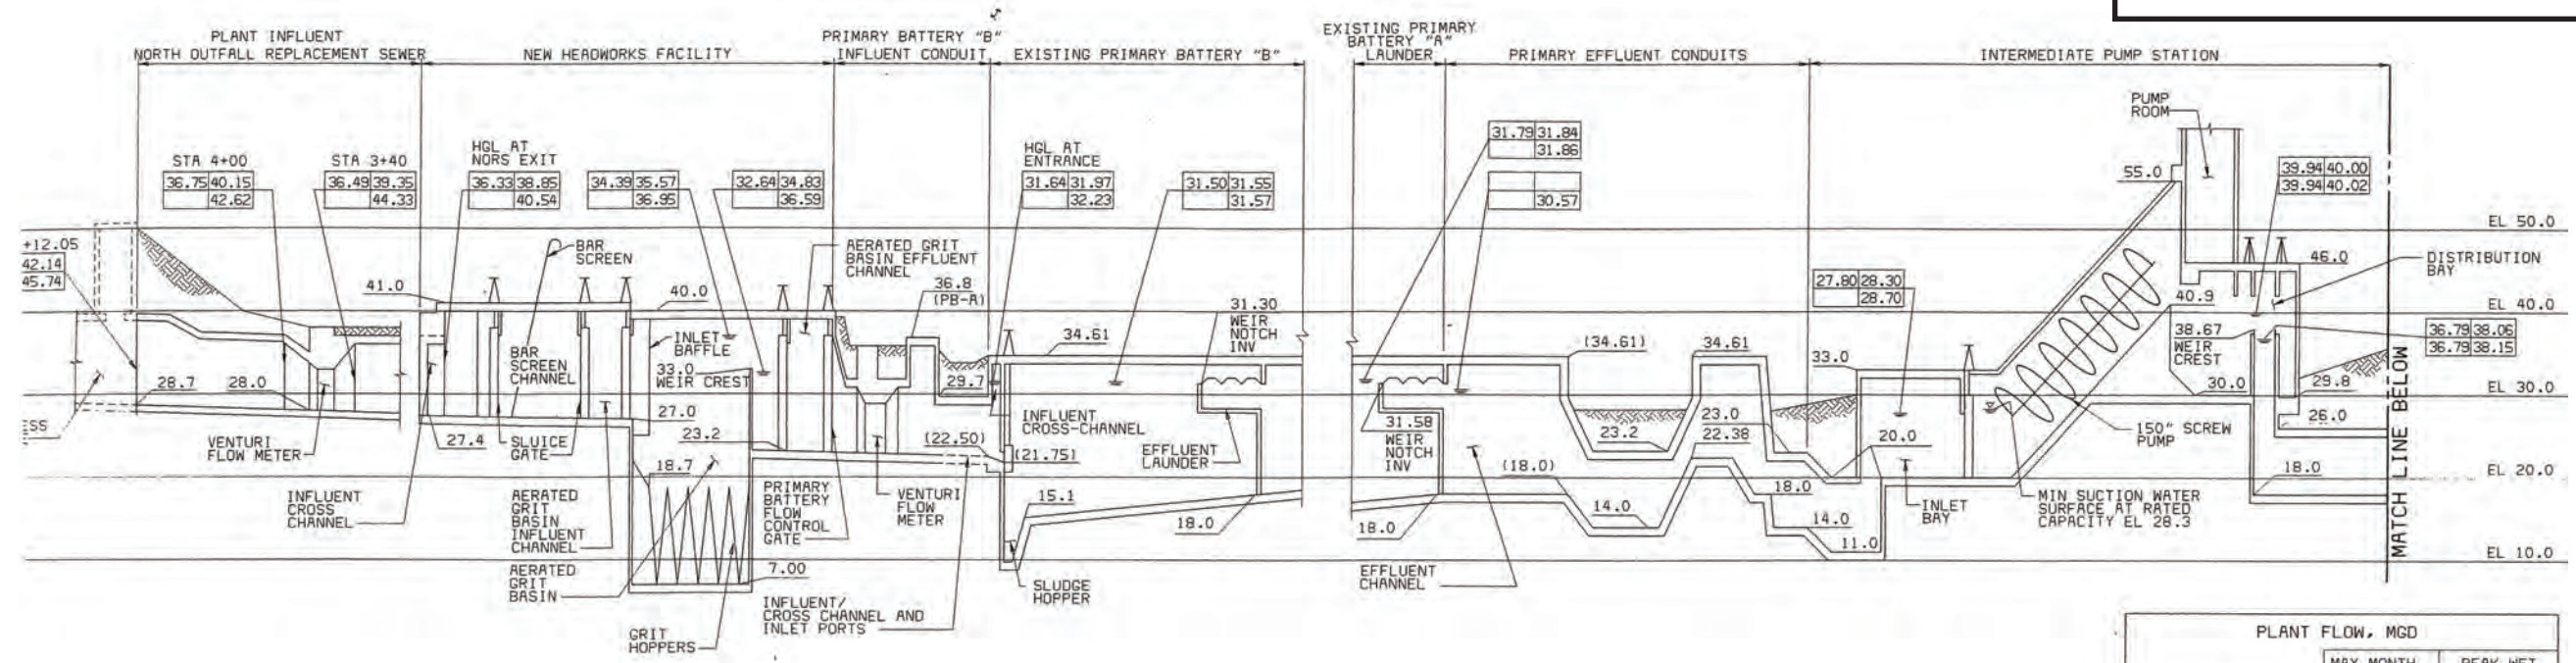 PLANT INFLUENT
NORTH OUTFALL REPLACEMENT SEWER
NEW HEADWORKS FACILITY
PRIMARY BATTERY "B"
INFLUENT CONDUIT
EXISTING PRIMARY BATTERY "B"
EXISTING PRIMARY
BATTERY "A"
LAUNDER
PRIMARY EFFLUENT CONDUITS
INTERMEDIATE PUMP STATION
STA 4+00
36.75 40.15
42.62
STA 3+40
36.49 39.35
44.33
HGL AT
NORS EXIT
36.33 38.85
40.54
34.39 35.57
36.95
32.64 34.83
36.59
HGL AT
ENTRANCE
31.64 31.97
32.23
31.50 31.55
31.57
31.79 31.84
31.86
30.57
27.80 28.30
28.70
PUMP
ROOM
55.0
39.94 40.00
39.94 40.02
EL 50.0
+12.05
42.14
45.74
BAR
SCREEN
AERATED GRIT
BASIN EFFLUENT
CHANNEL
36.8
(PB-A)
41.0
40.0
31.30
WEIR
NOTCH
INV
46.0
DISTRIBUTION
BAY
40.9
EL 40.0
38.67
WEIR
CREST
36.79 38.06
36.79 38.15
INLET
BAFFLE
BAR
SCREEN
CHANNEL
33.0
WEIR CREST
34.61
(34.61)
34.61
33.0
28.7
28.0
29.7
30.0
29.8
EL 30.0
ESS
VENTURI
FLOW METER
27.4
SLUICE
GATE
27.0
23.2
(22.50)
(21.75)
INFLUENT
CROSS-CHANNEL
EFFLUENT
LAUNDER
31.58
WEIR
NOTCH
INV
23.2
23.0
22.38
20.0
26.0
150" SCREW
PUMP
18.7
(18.0)
18.0
18.0
EL 20.0
INFLUENT
CROSS
CHANNEL
AERATED
GRIT
BASIN
INFLUENT
CHANNEL
PRIMARY
BATTERY
FLOW
CONTROL
GATE
VENTURI
FLOW
METER
15.1
18.0
18.0
14.0
14.0
11.0
INLET
BAY
MIN SUCTION WATER
SURFACE AT RATED
CAPACITY EL 28.3
MATCH LINE BELOW
EL 10.0
AERATED
GRIT
BASIN
7.00
GRIT
HOPPERS
INFLUENT/
CROSS CHANNEL AND
INLET PORTS
SLUDGE
HOPPER
EFFLUENT
CHANNEL
PLANT FLOW, MGD
MAX MONTH
PEAK WET